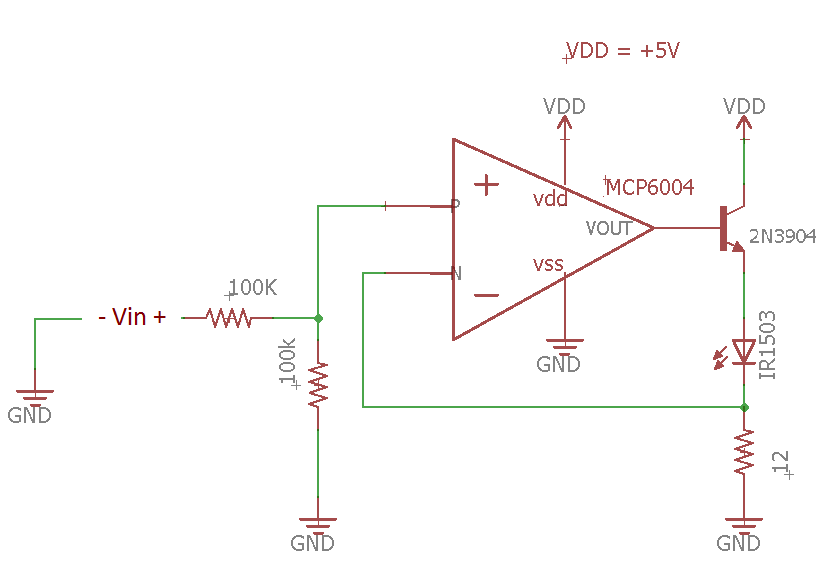 VDD = +5V
VDD
VDD
+
vdd
MCP6004
P
VOUT
2N3904
N
vss
-
100K
- Vin +
IR1503
100k
GND
GND
12
GND
GND